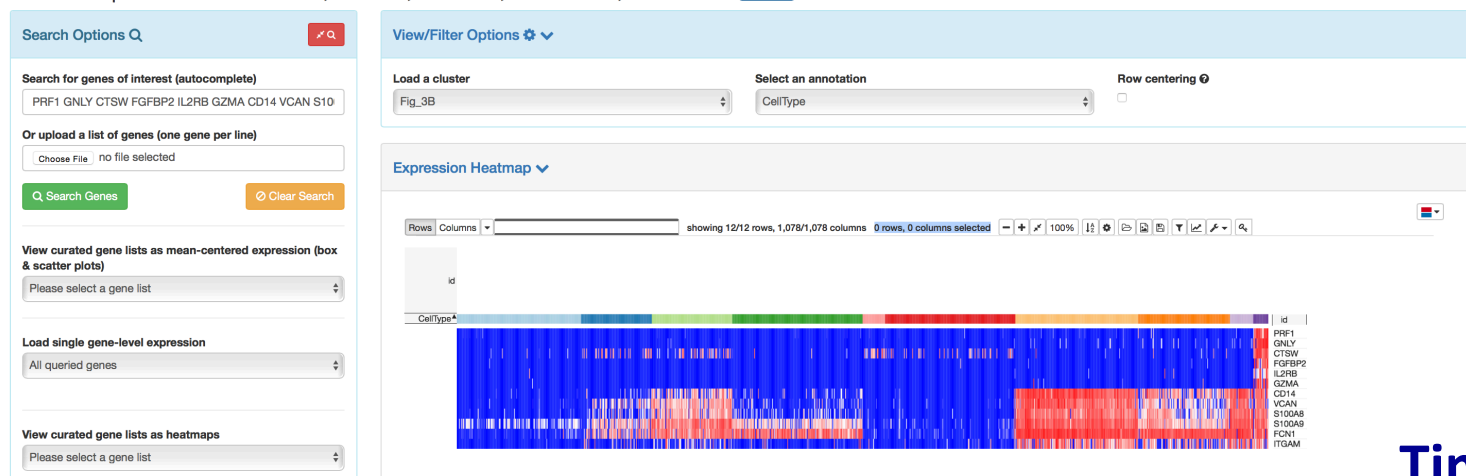 Search Options
Search for genes of interest (autocomplete)
PRF1 GNLY CTSW FGFBP2 IL2RB GZMA CD14 VCAN S10
Or upload a list of genes (one gene per line)
Choose File no file selected
Search Genes
Clear Search
View curated gene lists as mean-centered expression (box
& scatter plots)
Please select a gene list
Load single gene-level expression
All queried genes
View curated gene lists as heatmaps
Please select a gene list
View/Filter Options
Load a cluster
Fig_3B
Select an annotation
CellType
Row centering
Expression Heatmap
Rows Columns showing 12/12 rows, 1,078/1,078 columns 0 rows, 0 columns selected 100%
id
CellType
id
PRF1
GNLY
CTSW
FGFBP2
IL2RB
GZMA
CD14
VCAN
S100A8
S100A9
FCN1
ITGAM